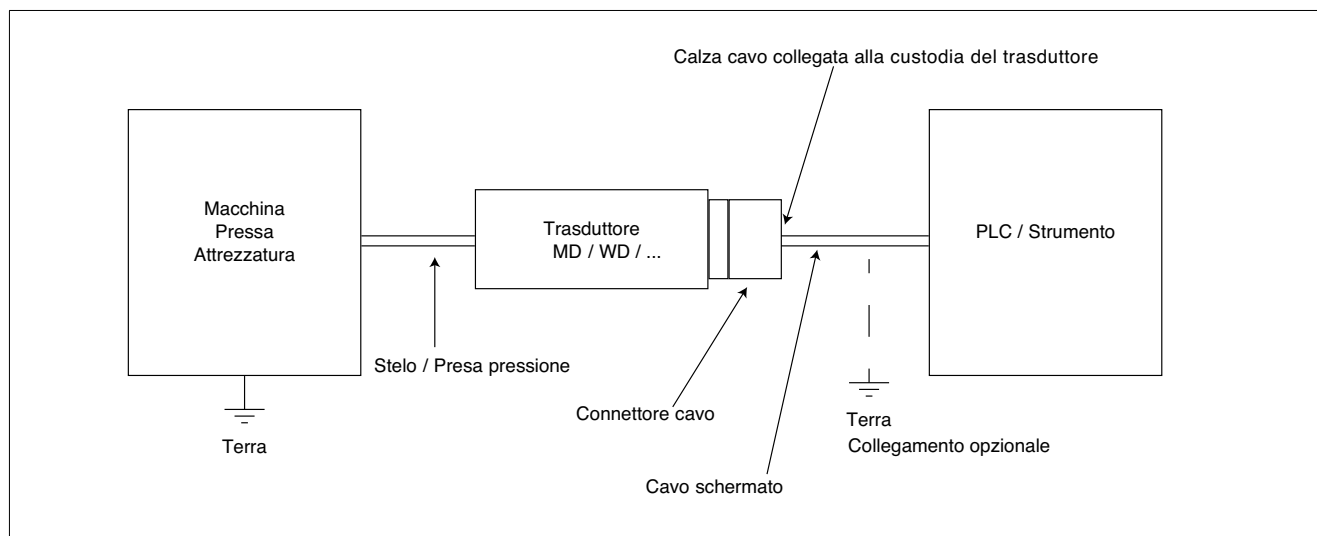 Calza cavo collegata alla custodia del trasduttore
Macchina
Pressa
Attrezzatura
Trasduttore
MD / WD / ...
PLC / Strumento
Stelo / Presa pressione
Connettore cavo
Terra
Terra
Collegamento opzionale
Cavo schermato